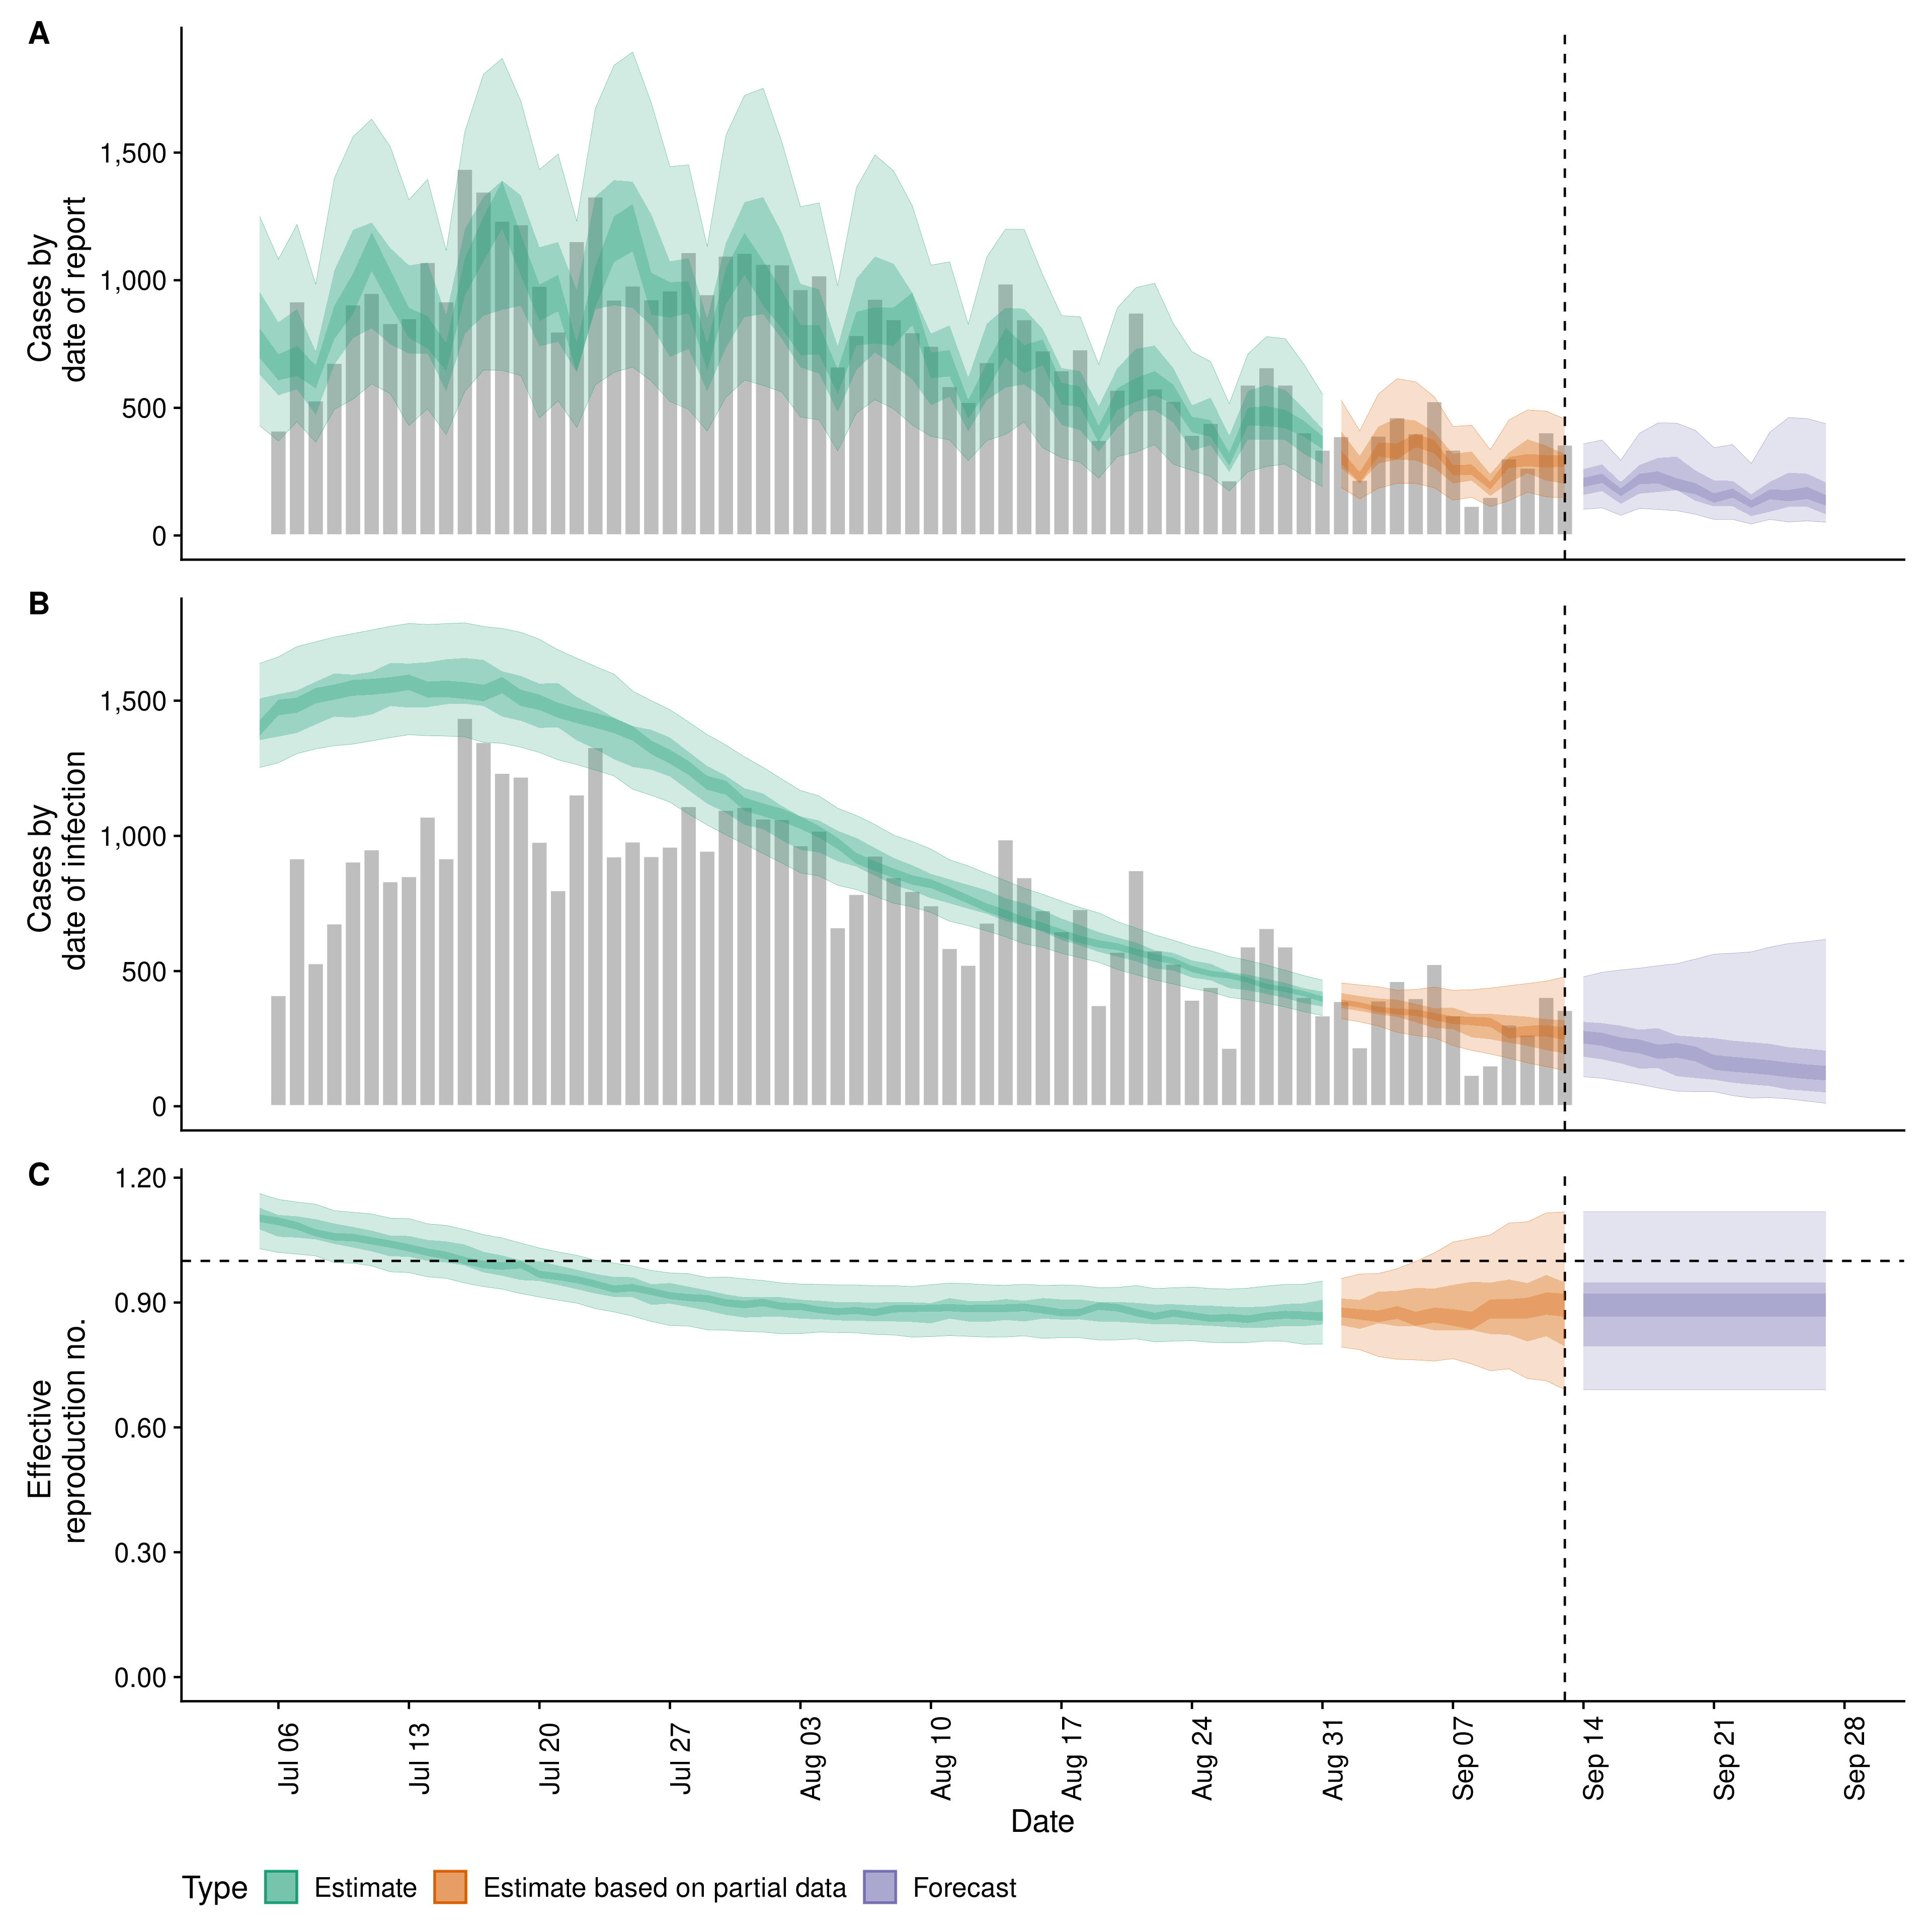 A
Cases by
date of report
1,500
1,000
500
0
B
Cases by
date of infection
1,500
1,000
500
0
C
Effective
reproduction no.
1.20
0.90
0.60
0.30
0.00
Jul 06
Jul 13
Jul 20
Jul 27
Aug 03
Aug 10
Aug 17
Aug 24
Aug 31
Sep 07
Sep 14
Sep 21
Sep 28
Date
Type
Estimate
Estimate based on partial data
Forecast